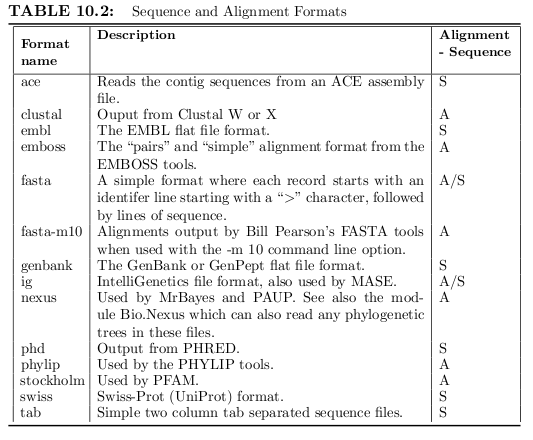 TABLE 10.2: Sequence and Alignment Formats
Format name Description Alignment - Sequence
ace Reads the contig sequences from an ACE assembly S
file.
clustal Ouput from Clustal W or X A
embl The EMBL flat file format. S
emboss The “pairs” and “simple” alignment format from the A
EMBOSS tools.
fasta A simple format where each record starts with an A/S
identifer line starting with a “>” character, followed
by lines of sequence.
fasta-m10 Alignments output by Bill Pearson's FASTA tools A
when used with the -m 10 command line option.
genbank The GenBank or GenPept flat file format. S
ig IntelliGenetics file format, also used by MASE. A/S
nexus Used by MrBayes and PAUP. See also the mod- A
ule Bio.Nexus which can also read any phylogenetic
trees in these files.
phd Output from PHRED. S
phylip Used by the PHYLIP tools. A
stockholm Used by PFAM. A
swiss Swiss-Prot (UniProt) format. S
tab Simple two column tab separated sequence files. S